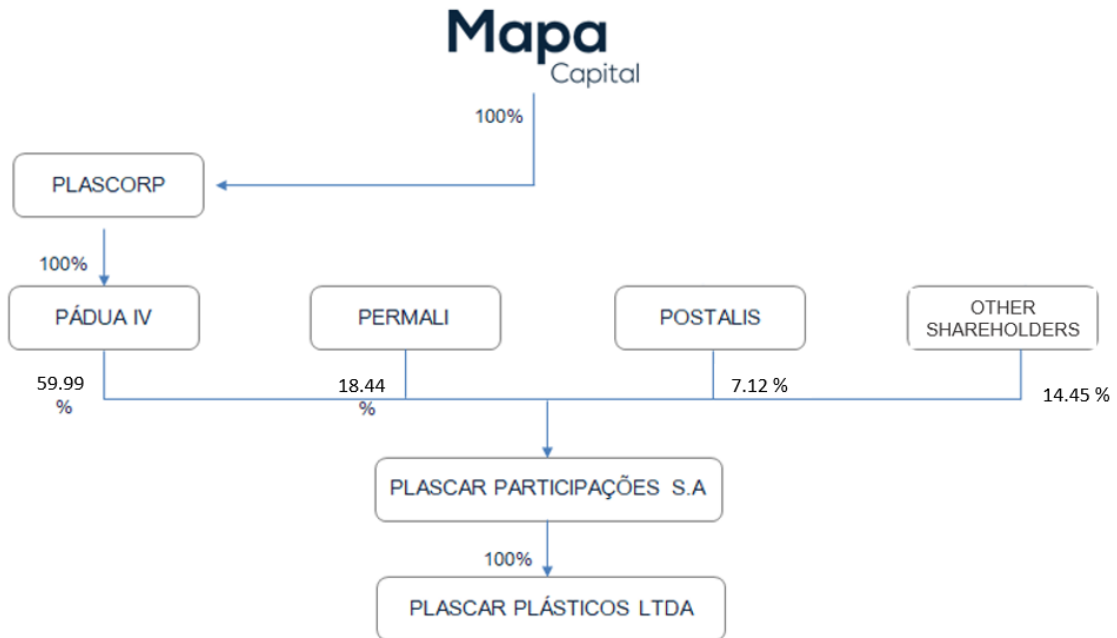 Mapa
Capital
100%
PLASCORP
100%
PÁDUA IV
PERMALI
POSTALIS
OTHER
SHAREHOLDERS
59.99
%
18.44
%
7.12 %
14.45 %
PLASCAR PARTICIPAÇÕES S.A
100%
PLASCAR PLÁSTICOS LTDA